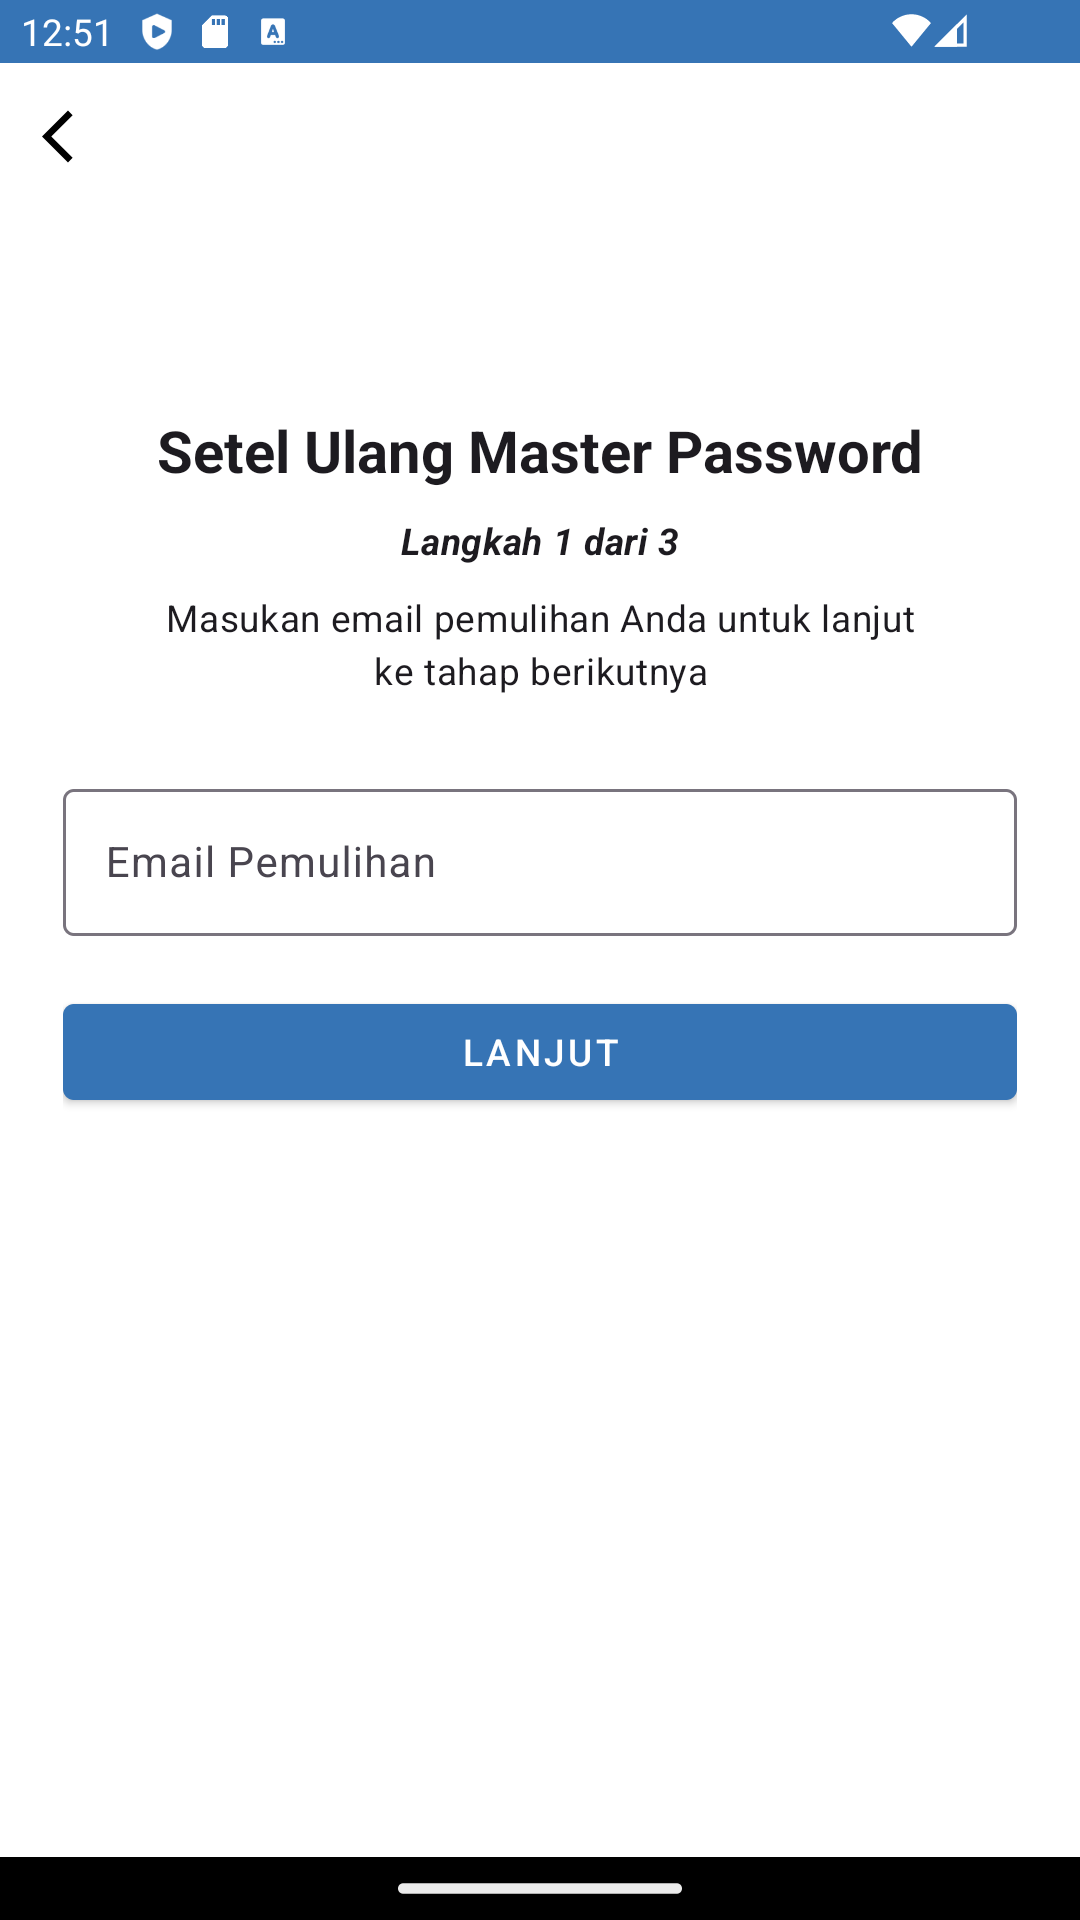 12:51
Setel Ulang Master Password
Langkah 1 dari 3
Masukan email pemulihan Anda untuk lanjut
ke tahap berikutnya
Email Pemulihan
LANJUT